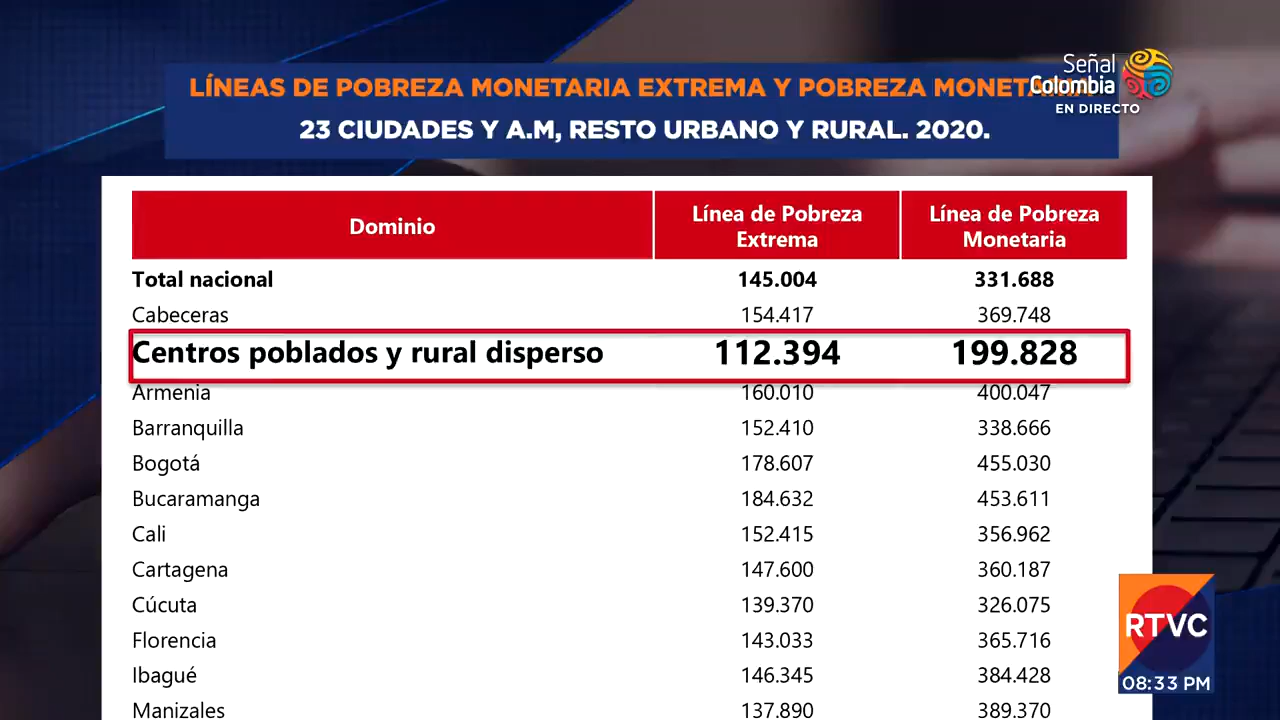 Señal
Colombia
EN DIRECTO
LÍNEAS DE POBREZA MONETARIA EXTREMA Y POBREZA
23 CIUDADES Y A.M, RESTO URBANO Y RURAL. 2020.
Dominio Línea de Pobreza Extrema Línea de Pobreza Monetaria
Total nacional 145.004 331.688
Cabeceras 154.417 369.748
Centros poblados y rural disperso 112.394 199.828
Armenia 160.010 400.047
Barranquilla 152.410 338.666
Bogotá 178.607 455.030
Bucaramanga 184.632 453.611
Cali 152.415 356.962
Cartagena 147.600 360.187
Cúcuta 139.370 326.075
Florencia 143.033 365.716
Ibagué 146.345 384.428
Manizales 137.890 389.370
RTVC
08:33 PM